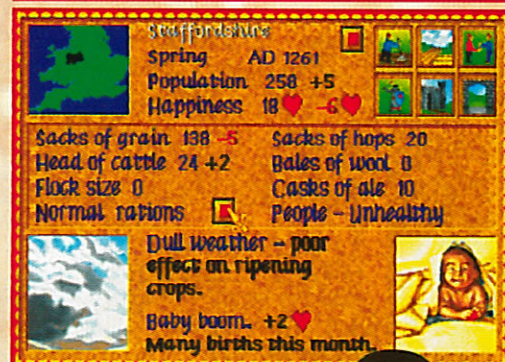 Staffordshire
Spring AD 1261
Population 258 +5
Happiness 18 -6
Sacks of grain 138 -5 Sacks of hops 20
Head of cattle 24 +2 Bales of wool 0
Flock size 0 Casks of ale 10
Normal rations People - Unhealthy
Dull weather - poor
effect on ripening
crops.
Baby boom. +2
Many births this month.